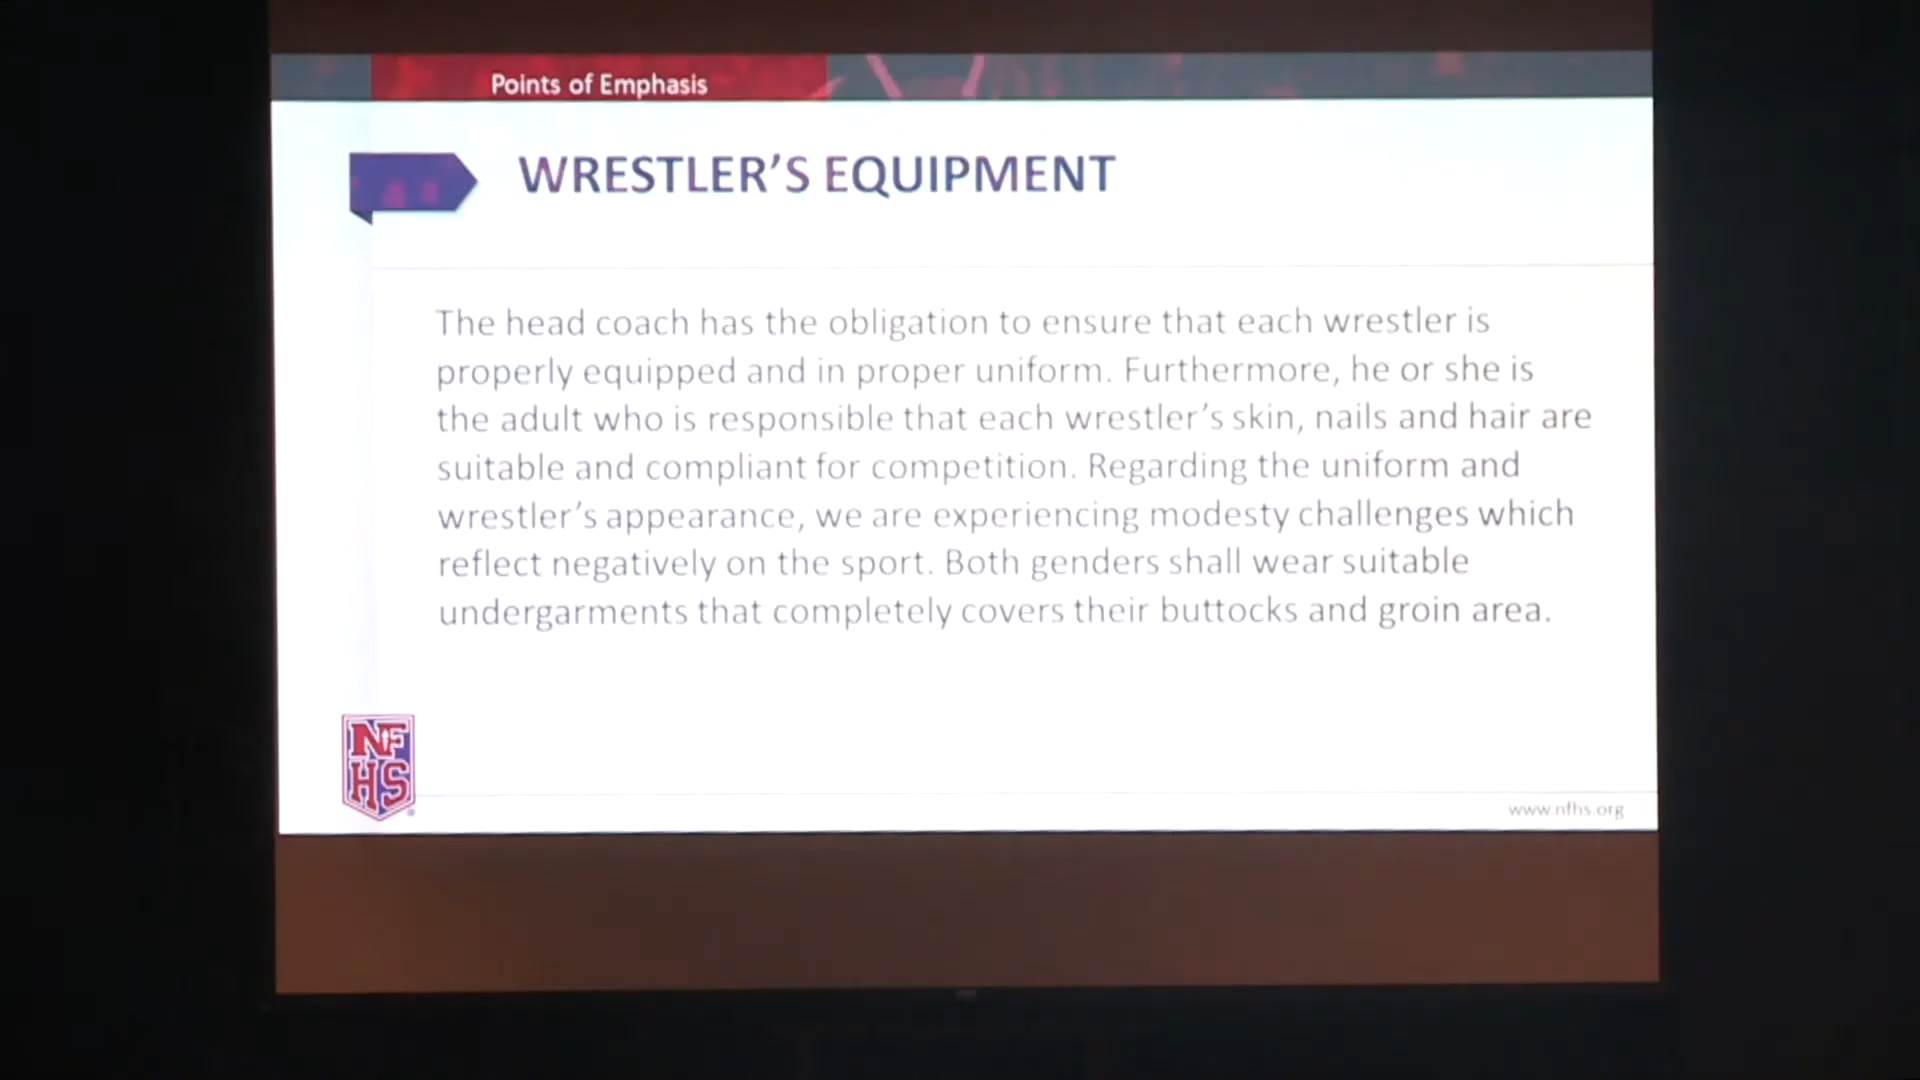 Points of Emphasis
WRESTLER'S EQUIPMENT
The head coach has the obligation to ensure that each wrestler is
properly equipped and in proper uniform. Furthermore, he or she is
the adult who is responsible that each wrestler's skin, nails and hair are
suitable and compliant for competition. Regarding the uniform and
wrestler's appearance, we are experiencing modesty challenges which
reflect negatively on the sport. Both genders shall wear suitable
undergarments that completely covers their buttocks and groin area.
NF
HS
www.nfhs.org